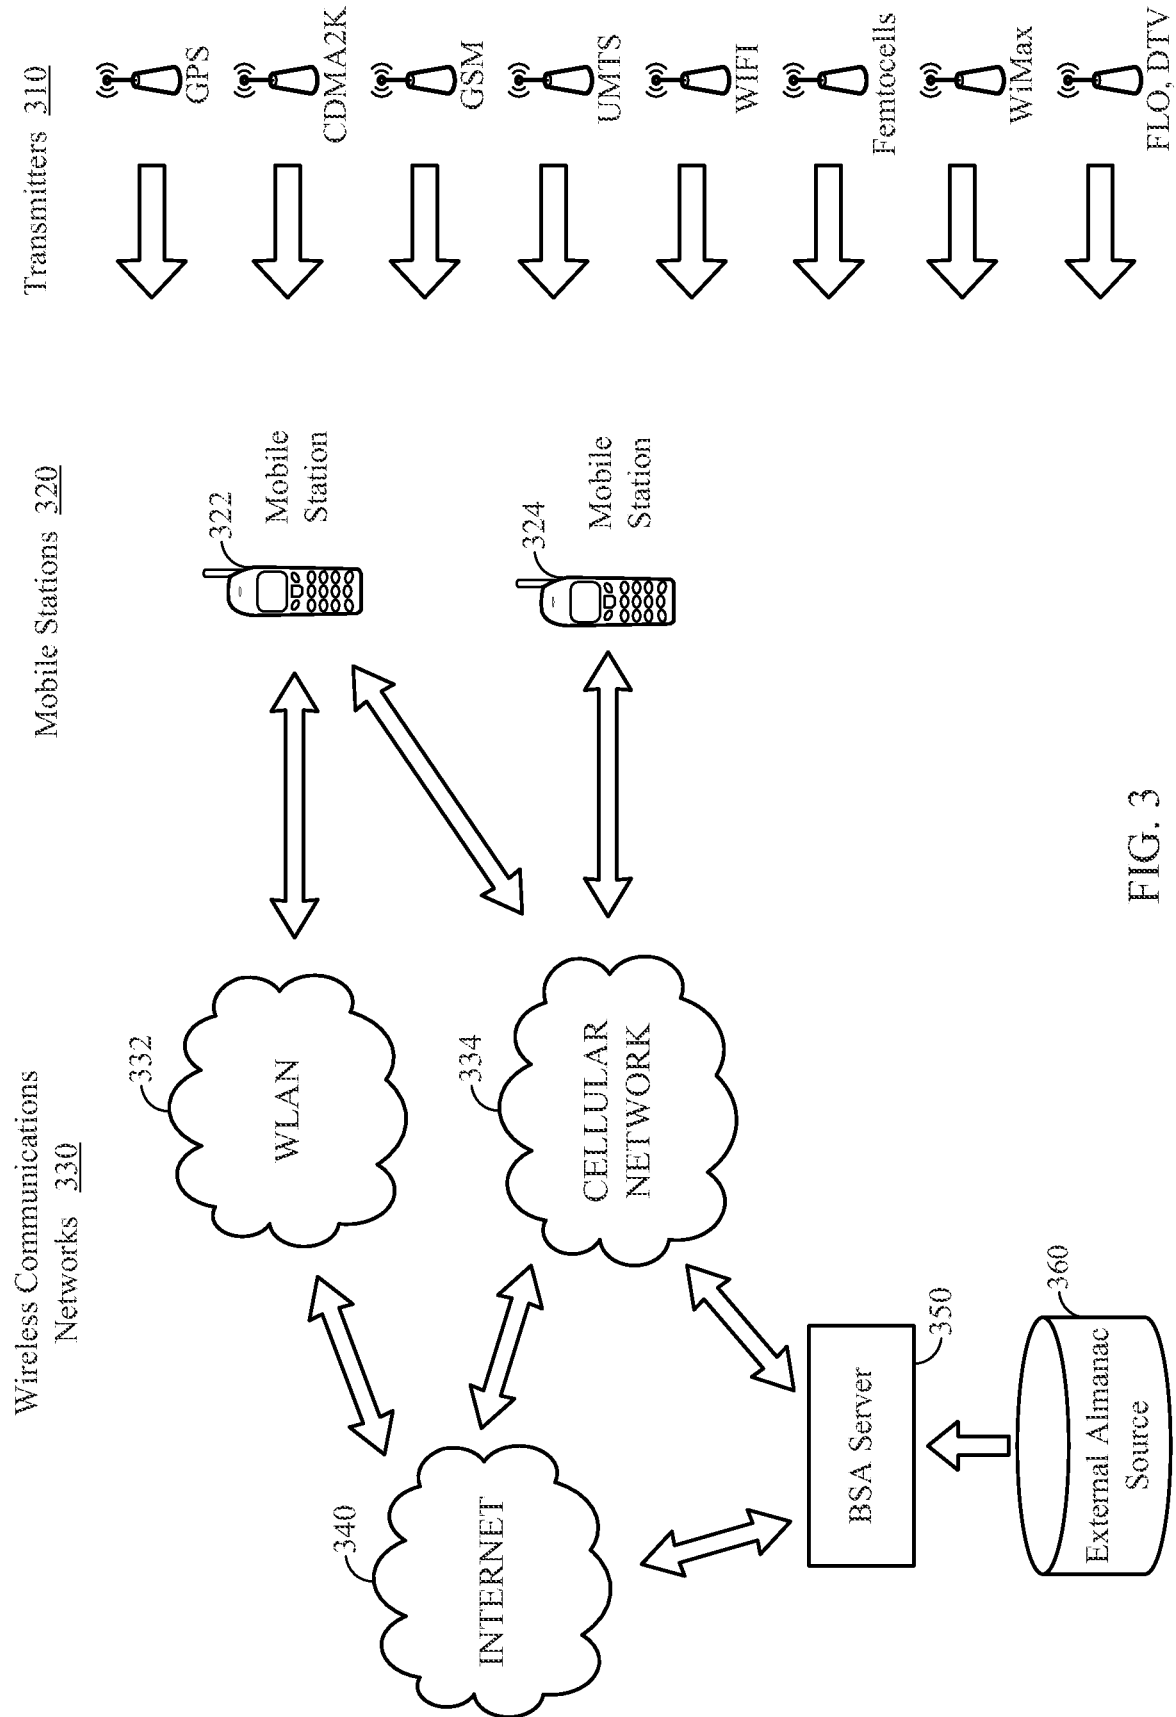 Wireless Communications
Networks 330
Mobile Stations 320
Transmitters 310
332
WLAN
322
Mobile
Station
GPS
CDMA2K
GSM
UMTS
WIFI
Femtocells
WiMax
FLO, DTV
340
INTERNET
334
CELLULAR
NETWORK
324
Mobile
Station
BSA Server
350
External Almanac
Source
360
FIG. 3